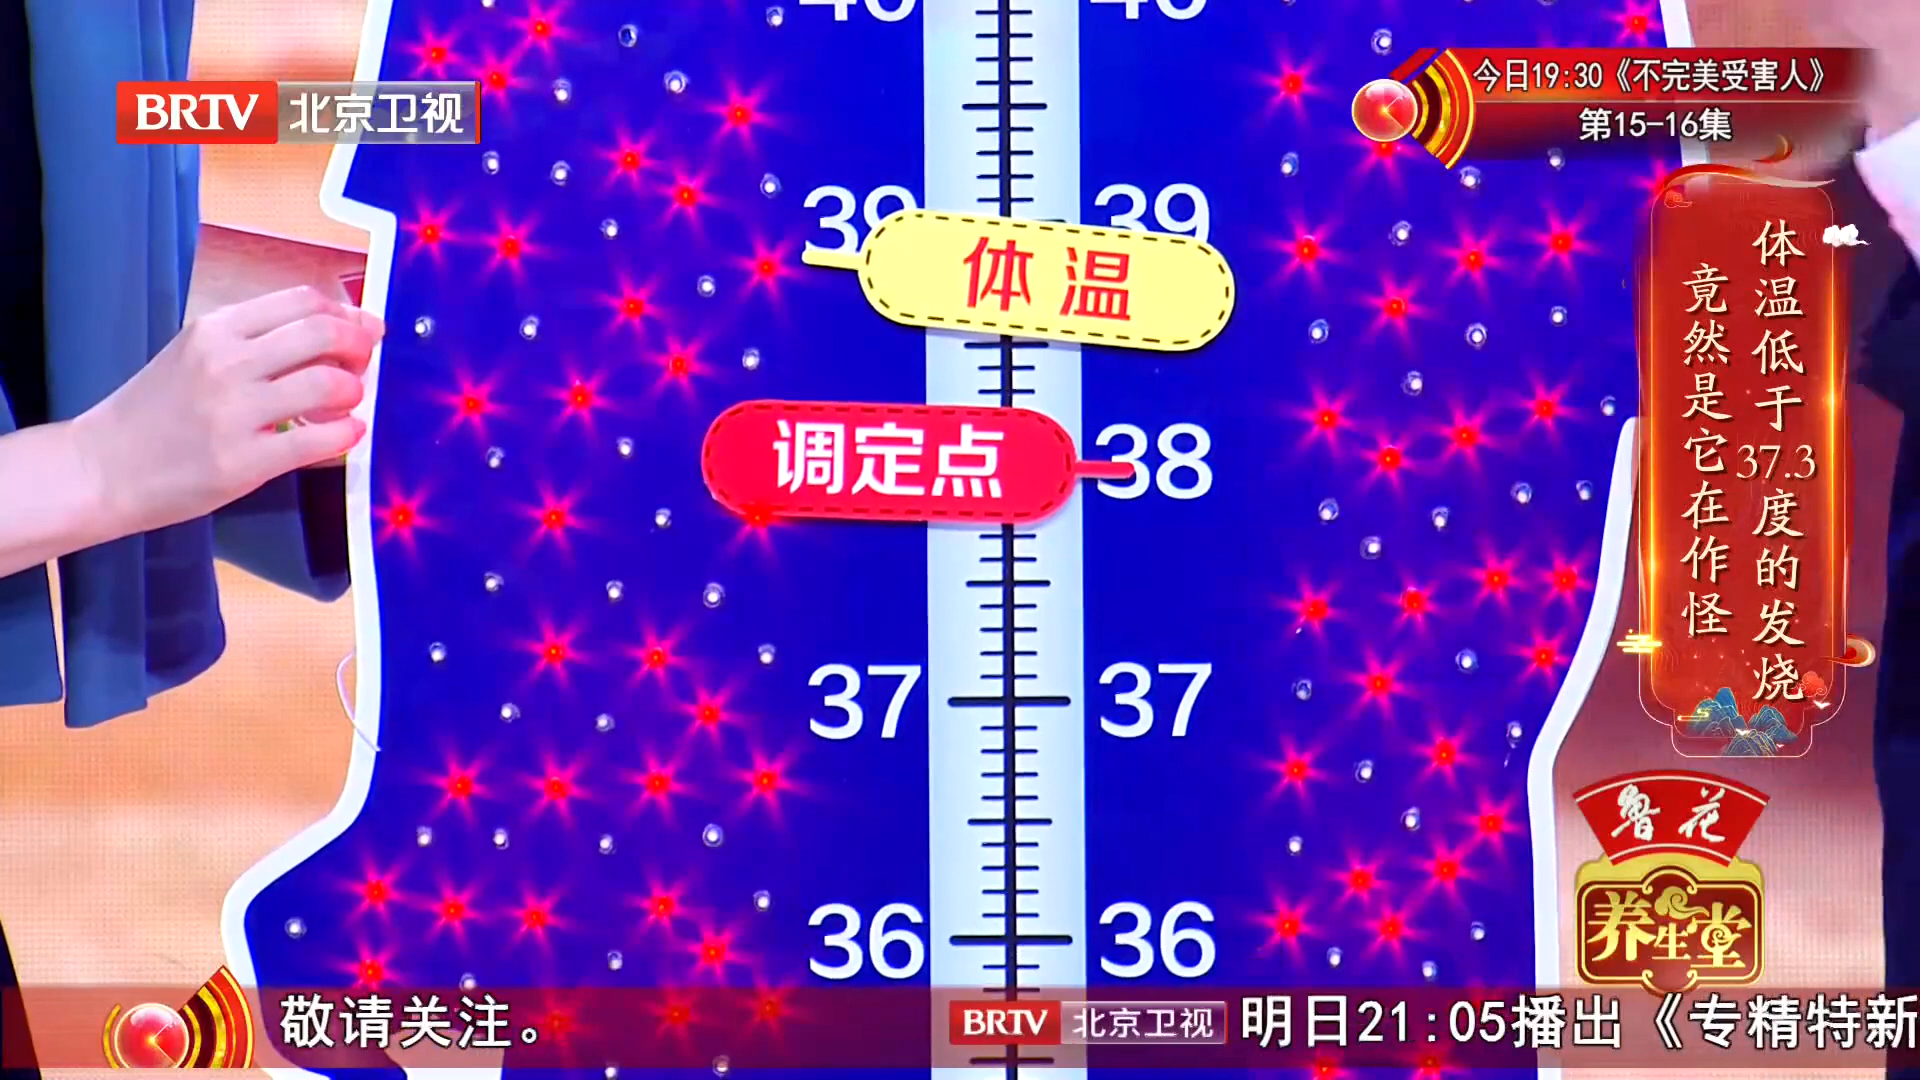 BRTV 北京卫视
今日19:30《不完美受害人》
第15-16集
体温低于37.3度的发烧
竟然是它在作怪
39 39
体温
调定点
38
37 37
36 36
鲁花
养生堂
敬请关注。
BRTV 北京卫视 明日21:05播出《专精特新